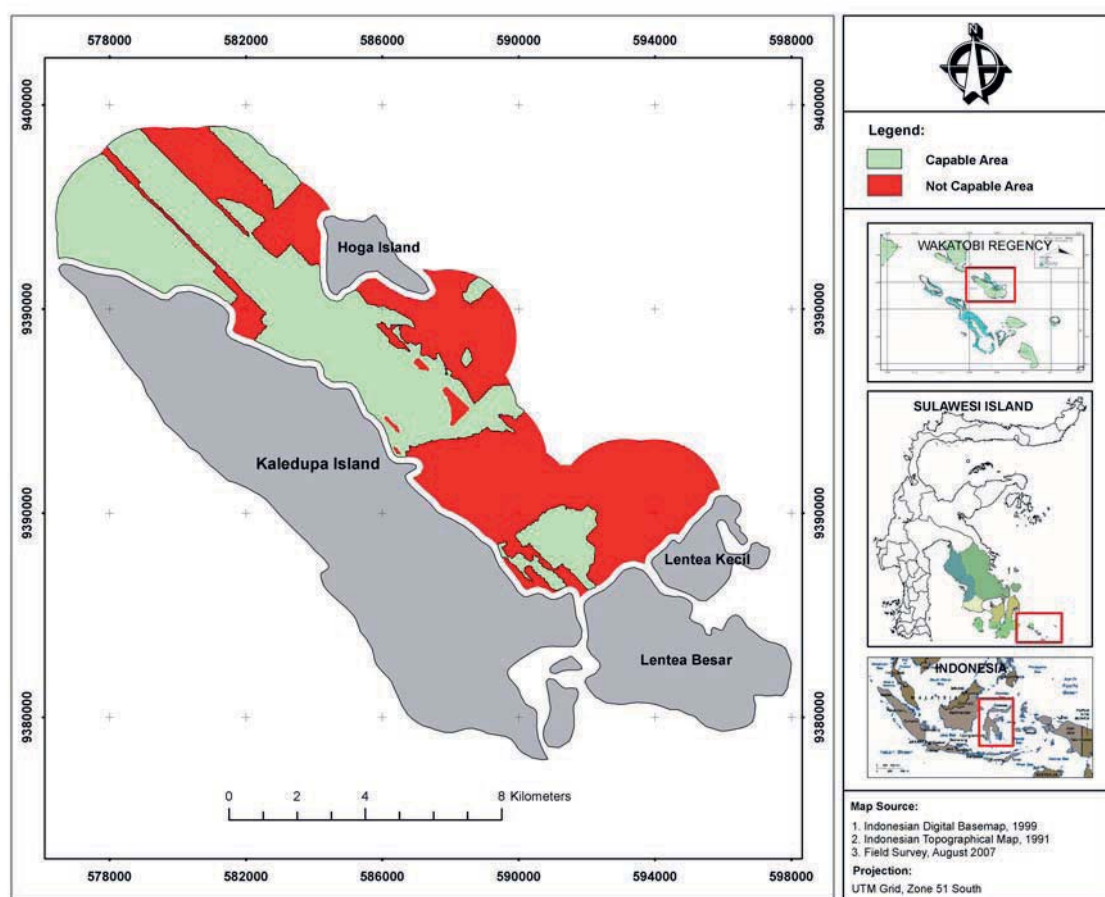 578000 582000 586000 590000 594000 598000
9400000
9390000
9390000
9380000
9400000
9390000
9390000
9380000
Hoga Island
Kaledupa Island
Lentea Kecil
Lentea Besar
0 2 4 8 Kilometers
578000 582000 586000 590000 594000 598000
N
Legend:
Capable Area
Not Capable Area
WAKATOBI REGENCY
SULAWESI ISLAND
INDONESIA
Map Source:
1. Indonesian Digital Basemap, 1999
2. Indonesian Topographical Map, 1991
3. Field Survey, August 2007
Projection:
UTM Grid, Zone 51 South